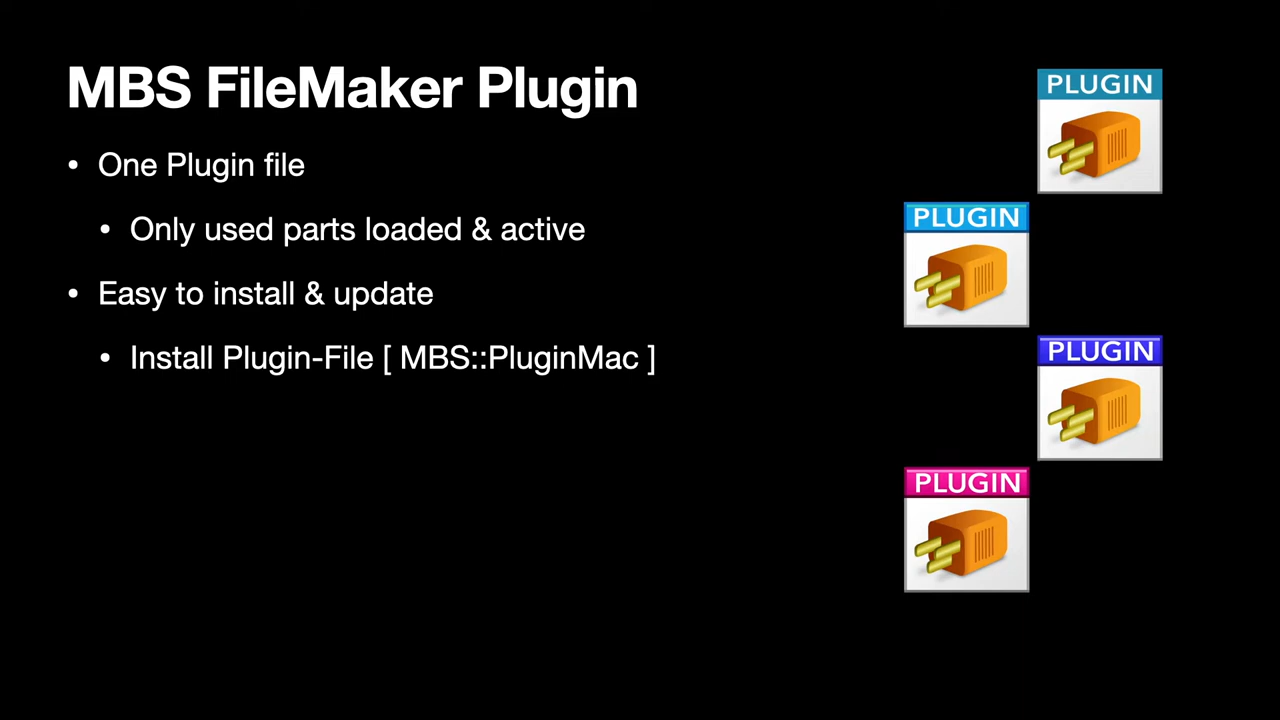 MBS FileMaker Plugin
• One Plugin file
• Only used parts loaded & active
• Easy to install & update
• Install Plugin-File [ MBS::PluginMac ]
PLUGIN
PLUGIN
PLUGIN
PLUGIN